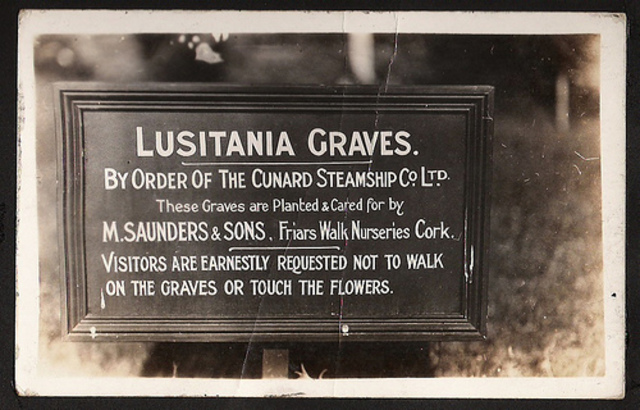 LUSITANIA GRAVES.
BY ORDER OF THE CUNARD STEAMSHIP Co. LTD.
These Graves are Planted & Cared for by
M. SAUNDERS & SONS, Friars Walk Nurseries Cork.
VISITORS ARE EARNESTLY REQUESTED NOT TO WALK
ON THE GRAVES OR TOUCH THE FLOWERS.